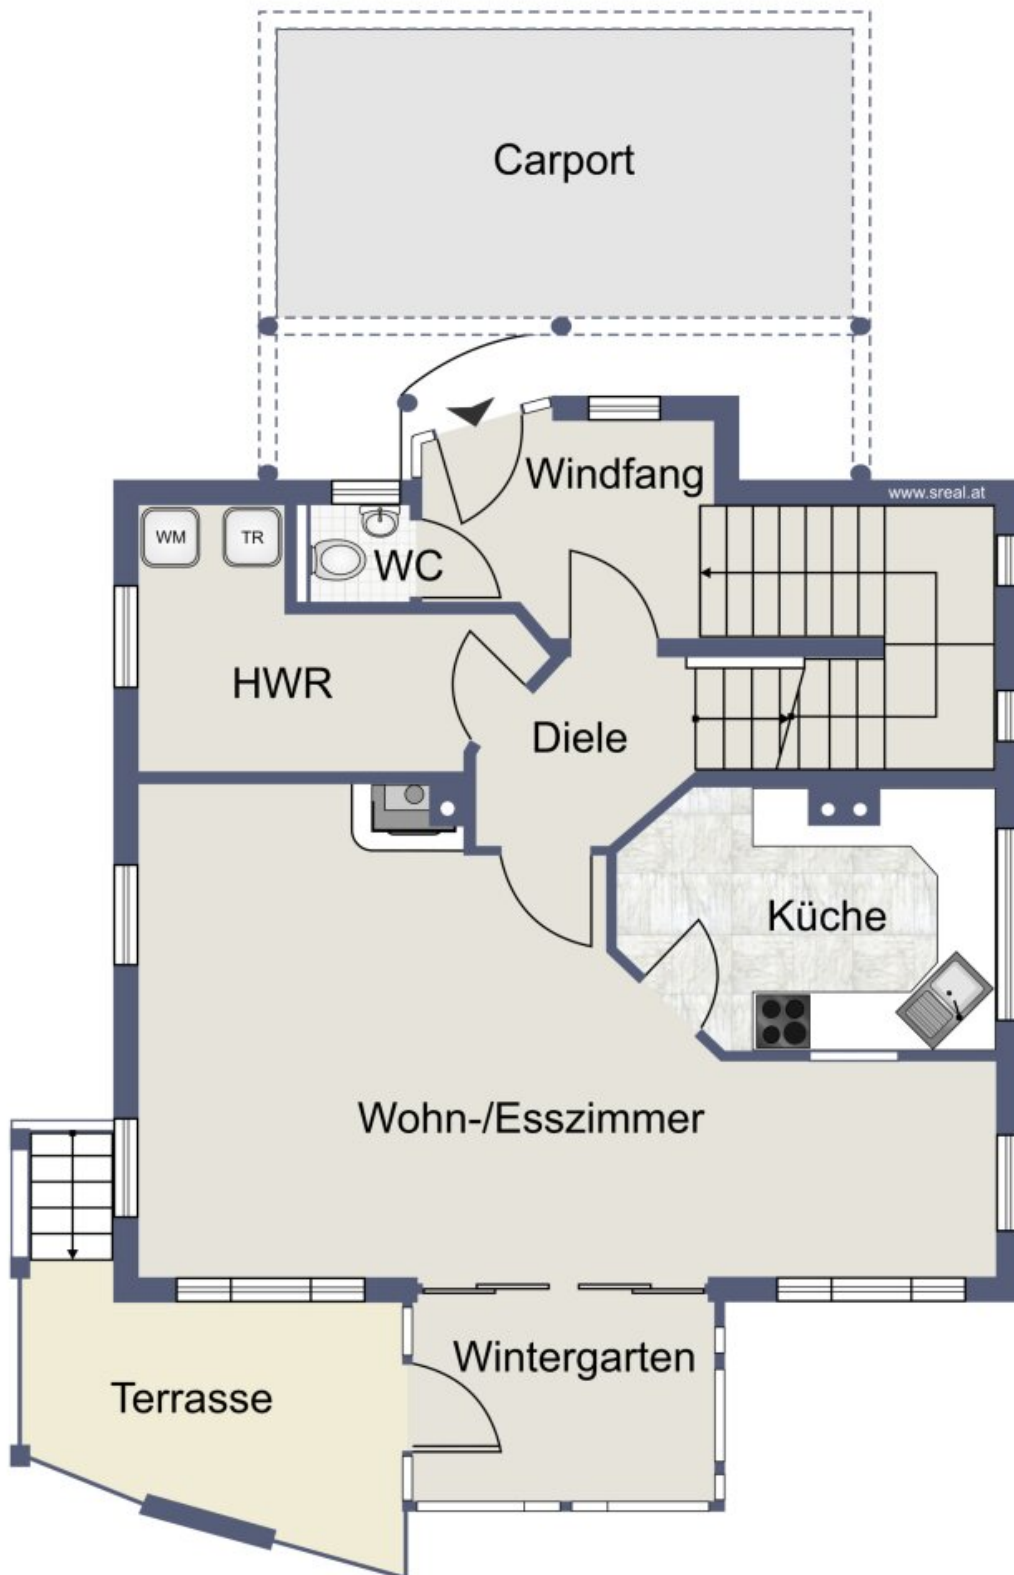 Carport
Windfang
www.sreal.at
WM
TR
WC
HWR
Diele
Küche
Wohn-/Esszimmer
Wintergarten
Terrasse